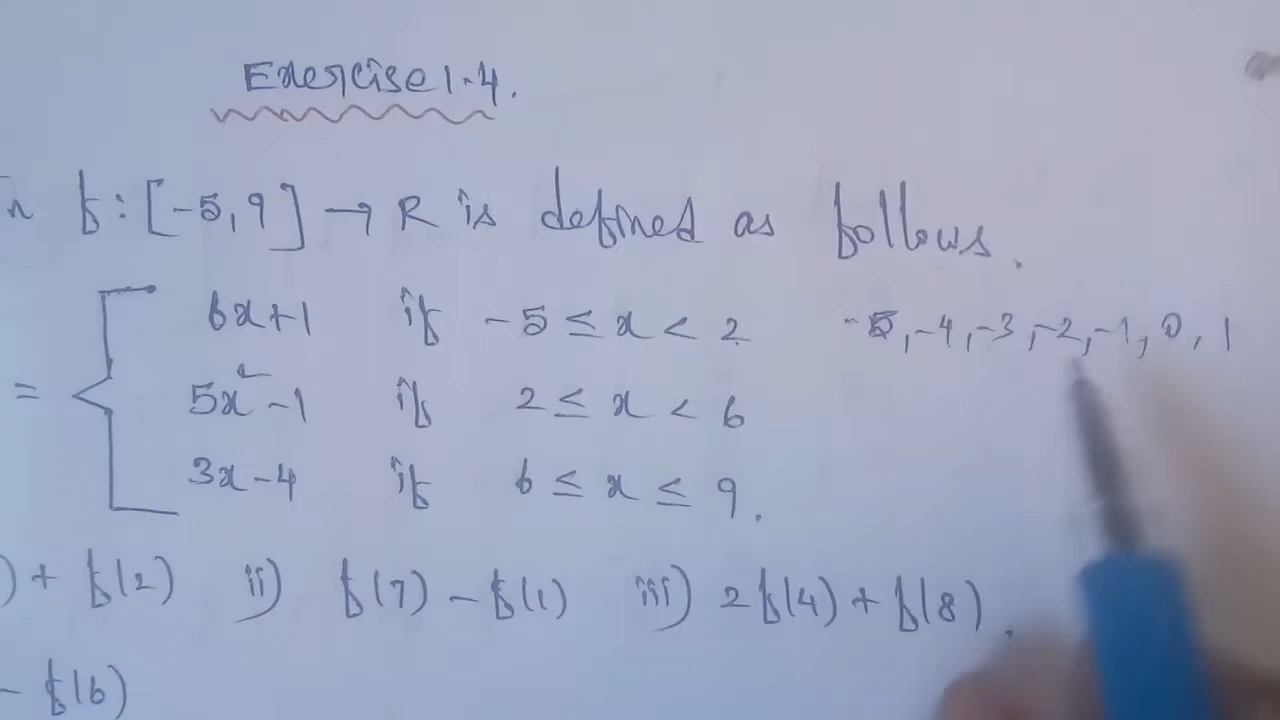 Exercise 1.4.
n f : [-5, 9] → R is defined as follows.
6x+1 if -5 ≤ x < 2 -5, -4, -3, -2, -1, 0, 1
= { 5x²-1 if 2 ≤ x < 6
3x-4 if 6 ≤ x ≤ 9.
) + f(2) ii) f(7) - f(1) iii) 2f(4) + f(8).
- f(6)